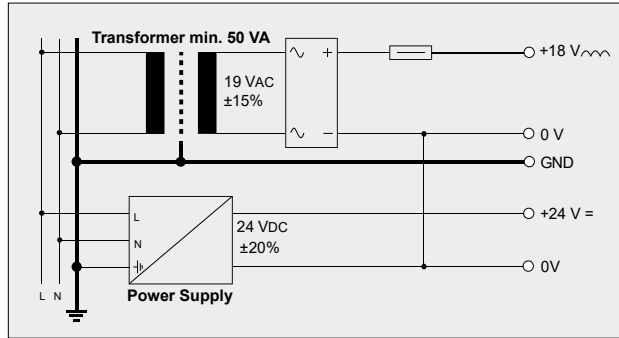 Transformer min. 50 VA
19 VAC
±15%
+
−
+18 V
0 V
GND
L
N
24 VDC
±20%
+24 V =
0V
Power Supply
L N